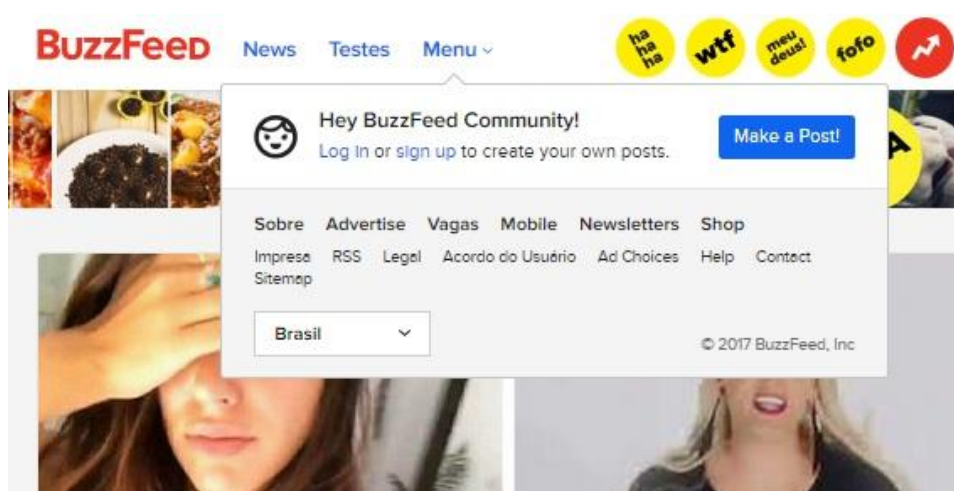 BuzzFeeD News Testes Menu
ha
ha
ha
wtf
meu
deus!
fofo
Hey BuzzFeed Community!
Log in or sign up to create your own posts.
Make a Post!
Sobre Advertise Vagas Mobile Newsletters Shop
Impresa RSS Legal Acordo do Usuário Ad Choices Help Contact
Sitemap
Brasil
© 2017 BuzzFeed, Inc